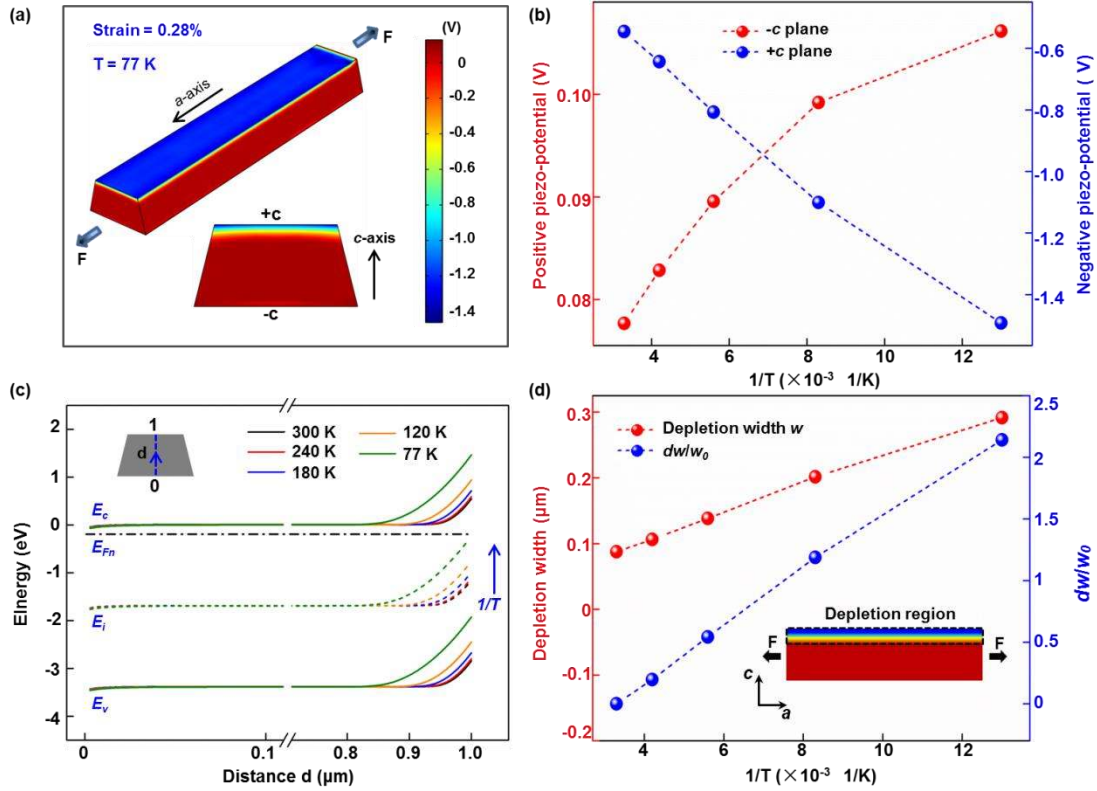 (a)
Strain = 0.28%
T = 77 K
a-axis
F
F
+c
-c
c-axis
(V)
0
-0.2
-0.4
-0.6
-0.8
-1.0
-1.2
-1.4
(b)
-c plane
+c plane
Positive piezo-potential (V)
0.10
0.09
0.08
Negative piezo-potential ( V)
-0.6
-0.8
-1.0
-1.2
-1.4
4 6 8 10 12
1/T (×10⁻³ 1/K)
(c)
1
d
0
300 K
240 K
180 K
120 K
77 K
Elnergy (eV)
2
1
0
-1
-2
-3
-4
Ec
EFn
Ei
Ev
1/T
0 0.1 0.8 0.9 1.0
Distance d (µm)
(d)
Depletion width w
dw/w₀
Depletion width (µm)
0.3
0.2
0.1
0
-0.1
-0.2
dw/w₀
2.5
2
1.5
1
0.5
0
Depletion region
F
F
c
a
4 6 8 10 12
1/T (×10⁻³ 1/K)